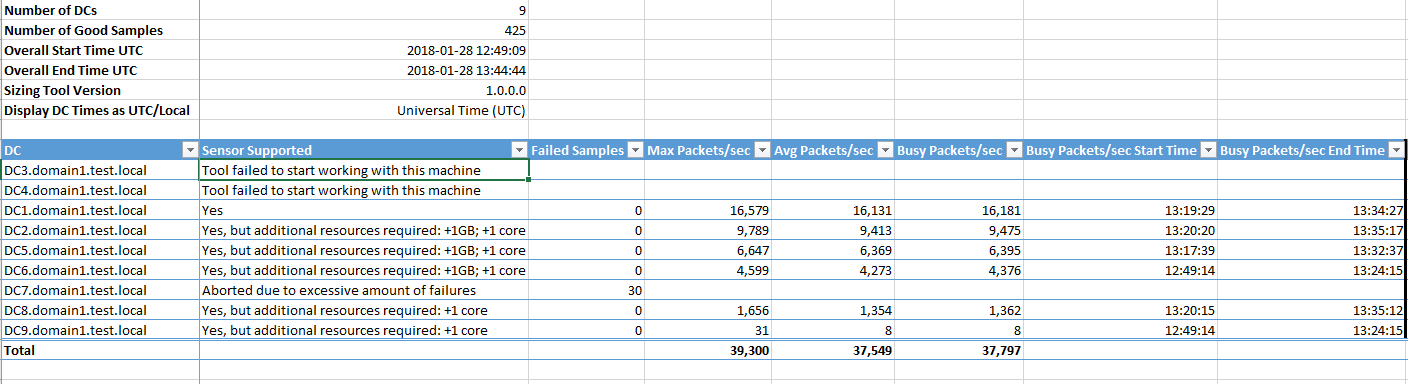 Number of DCs 9
Number of Good Samples 425
Overall Start Time UTC 2018-01-28 12:49:09
Overall End Time UTC 2018-01-28 13:44:44
Sizing Tool Version 1.0.0.0
Display DC Times as UTC/Local Universal Time (UTC)
DC Sensor Supported Failed Samples Max Packets/sec Avg Packets/sec Busy Packets/sec Busy Packets/sec Start Time Busy Packets/sec End Time
DC3.domain1.test.local Tool failed to start working with this machine
DC4.domain1.test.local Tool failed to start working with this machine
DC1.domain1.test.local Yes 0 16,579 16,131 16,181 13:19:29 13:34:27
DC2.domain1.test.local Yes, but additional resources required: +1GB; +1 core 0 9,789 9,413 9,475 13:20:20 13:35:17
DC5.domain1.test.local Yes, but additional resources required: +1GB; +1 core 0 6,647 6,369 6,395 13:17:39 13:32:37
DC6.domain1.test.local Yes, but additional resources required: +1GB; +1 core 0 4,599 4,273 4,376 12:49:14 13:24:15
DC7.domain1.test.local Aborted due to excessive amount of failures 30
DC8.domain1.test.local Yes, but additional resources required: +1 core 0 1,656 1,354 1,362 13:20:15 13:35:12
DC9.domain1.test.local Yes, but additional resources required: +1 core 0 31 8 8 12:49:14 13:24:15
Total 39,300 37,549 37,797